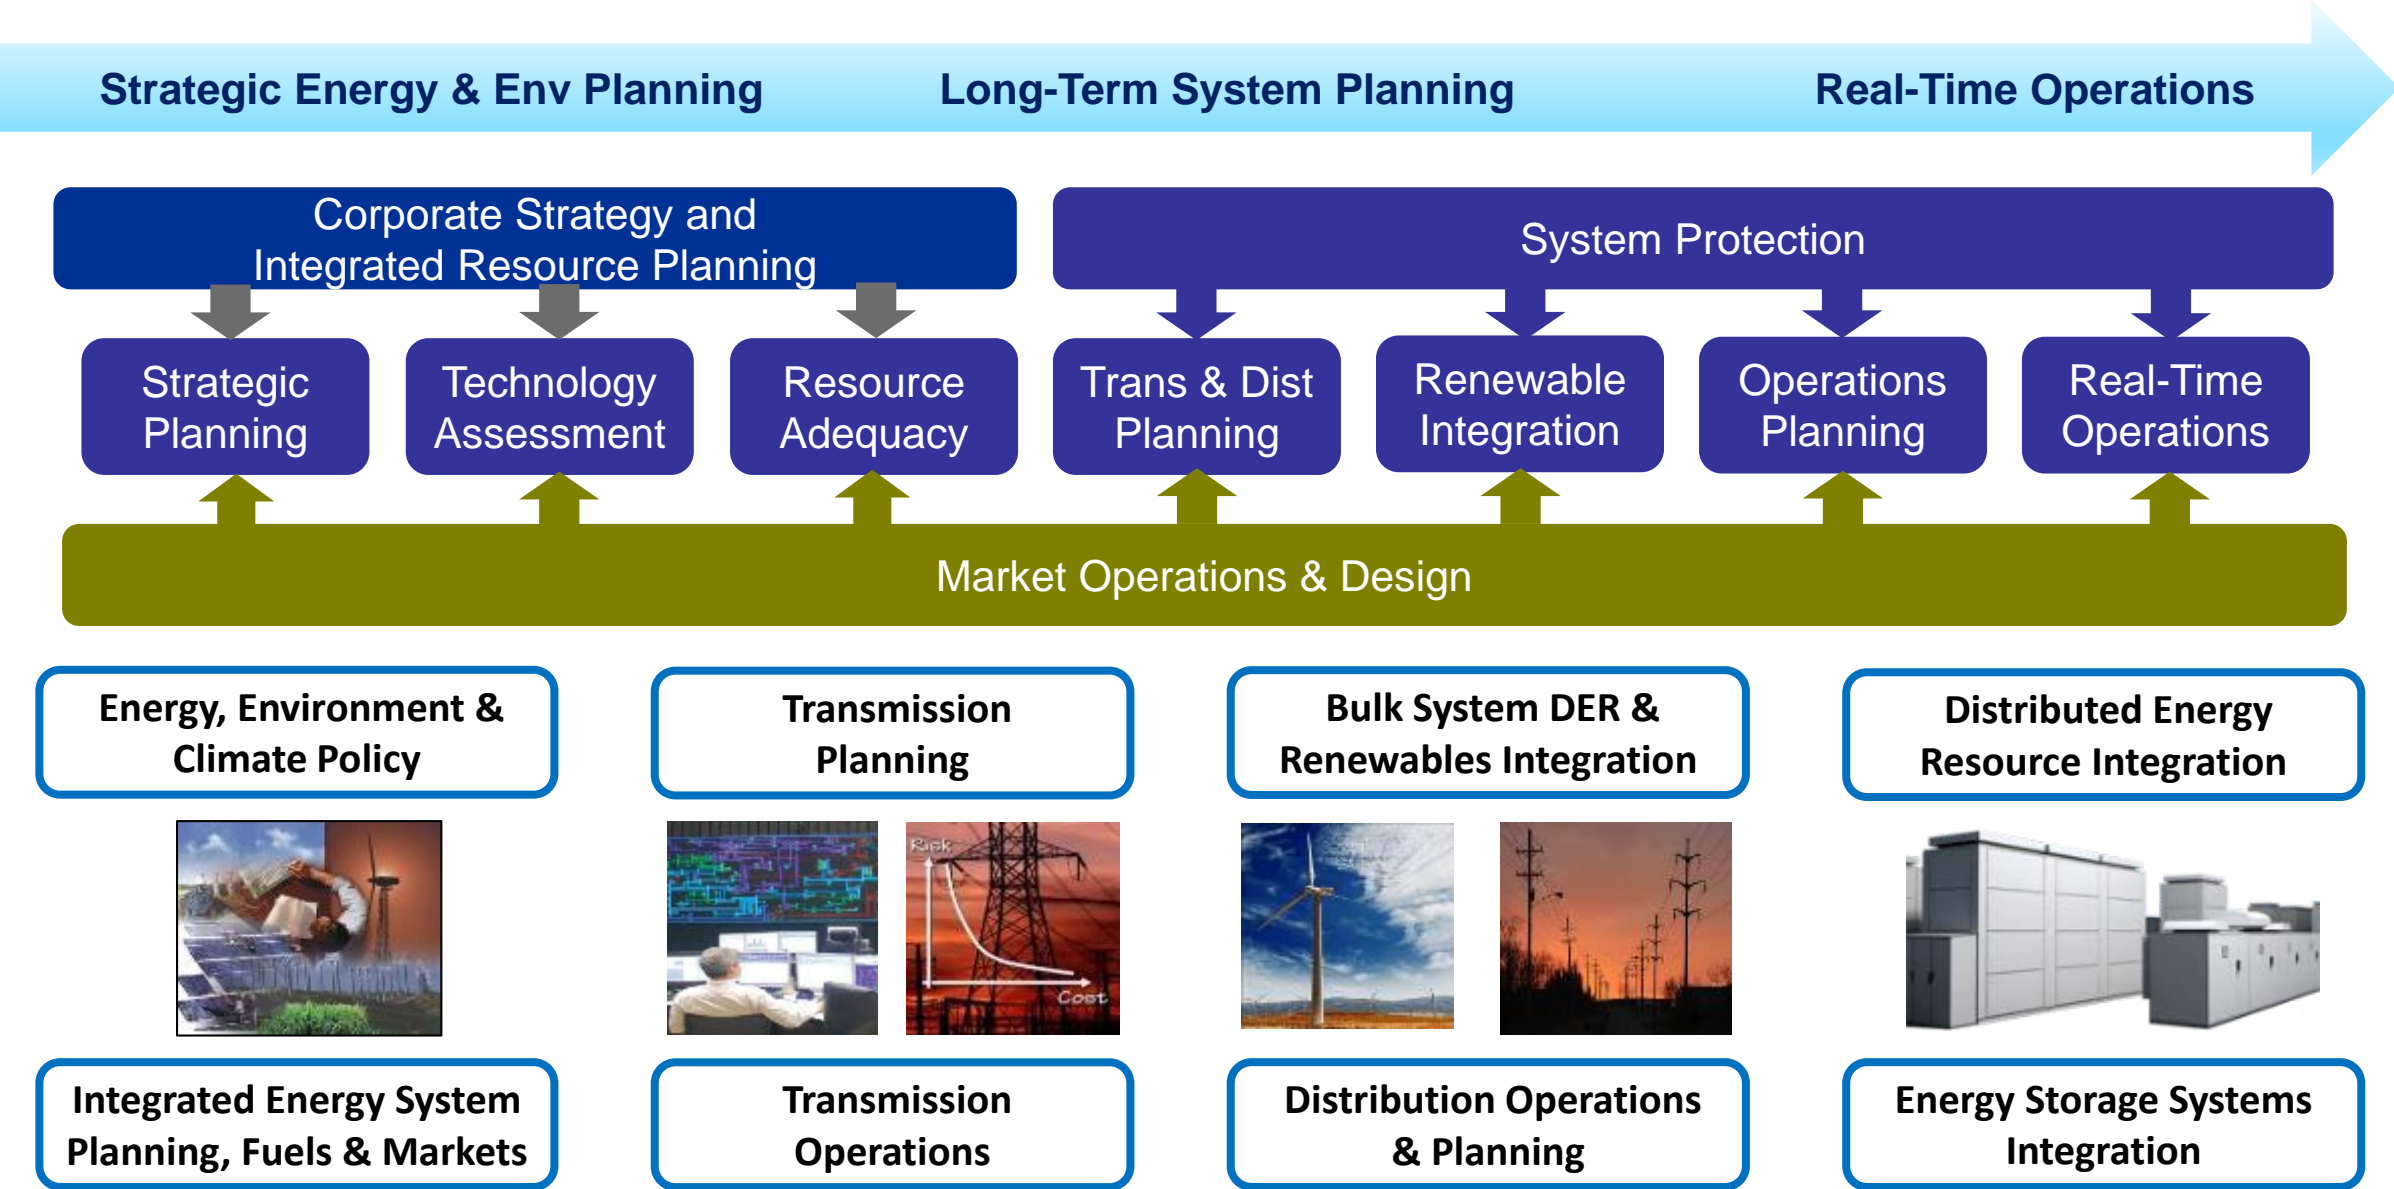 Strategic Energy & Env Planning
Long-Term System Planning
Real-Time Operations
Corporate Strategy and
Integrated Resource Planning
System Protection
Strategic
Planning
Technology
Assessment
Resource
Adequacy
Trans & Dist
Planning
Renewable
Integration
Operations
Planning
Real-Time
Operations
Market Operations & Design
Energy, Environment &
Climate Policy
Transmission
Planning
Bulk System DER &
Renewables Integration
Distributed Energy
Resource Integration
Risk
Cost
Integrated Energy System
Planning, Fuels & Markets
Transmission
Operations
Distribution Operations
& Planning
Energy Storage Systems
Integration